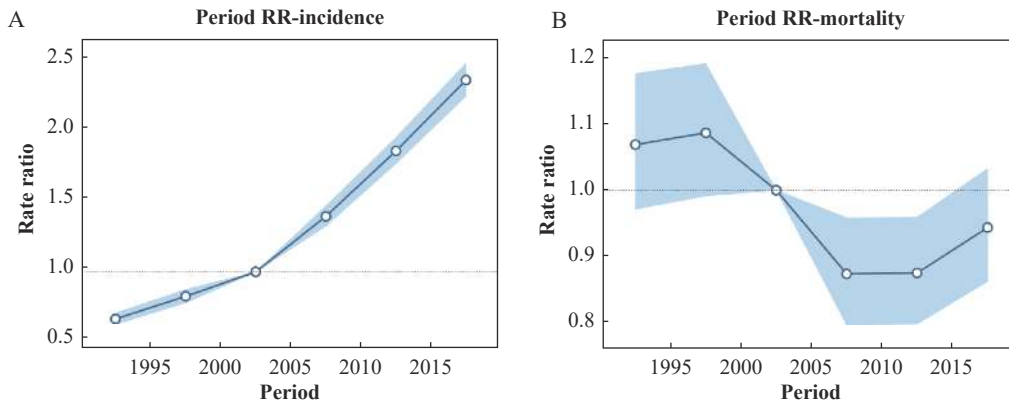 A
Period RR-incidence
Rate ratio
2.5
2.0
1.5
1.0
0.5
1995 2000 2005 2010 2015
Period
B
Period RR-mortality
Rate ratio
1.2
1.1
1.0
0.9
0.8
1995 2000 2005 2010 2015
Period